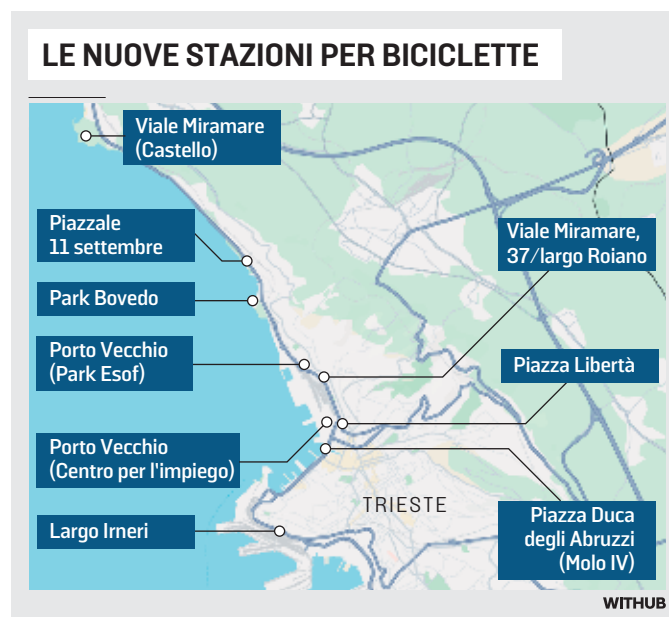 LE NUOVE STAZIONI PER BICICLETTE
Viale Miramare
(Castello)
Piazzale
11 settembre
Viale Miramare,
37/largo Roiano
Park Bovedo
Porto Vecchio
(Park Esof)
Piazza Libertà
Porto Vecchio
(Centro per l'impiego)
TRIESTE
Largo Irneri
Piazza Duca
degli Abruzzi
(Molo IV)
WITHUB